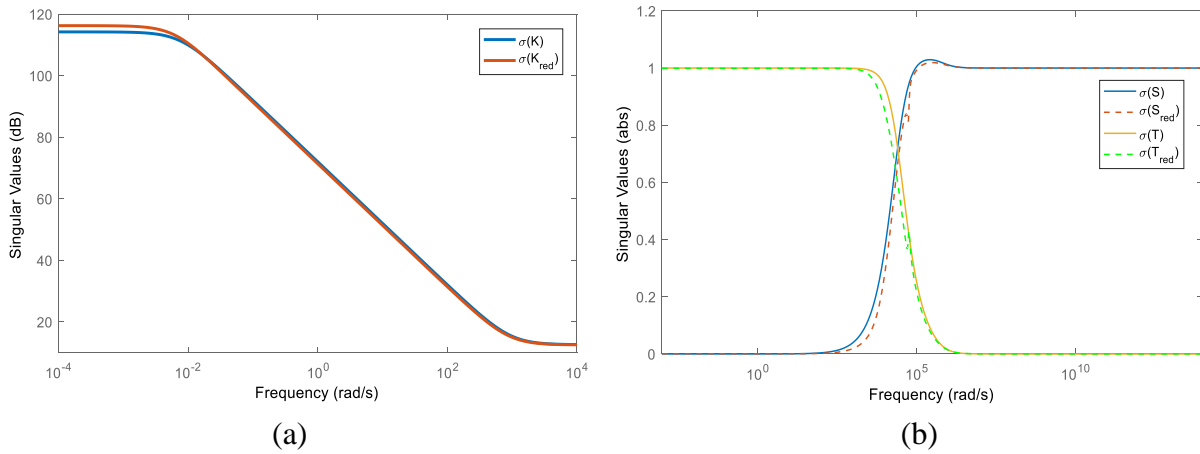 120
100
80
60
40
20
Singular Values (dB)
10^-4
10^-2
10^0
10^2
10^4
Frequency (rad/s)
σ(K)
σ(K_red)
(a)
1.2
1
0.8
0.6
0.4
0.2
0
Singular Values (abs)
10^0
10^5
10^10
Frequency (rad/s)
σ(S)
σ(S_red)
σ(T)
σ(T_red)
(b)